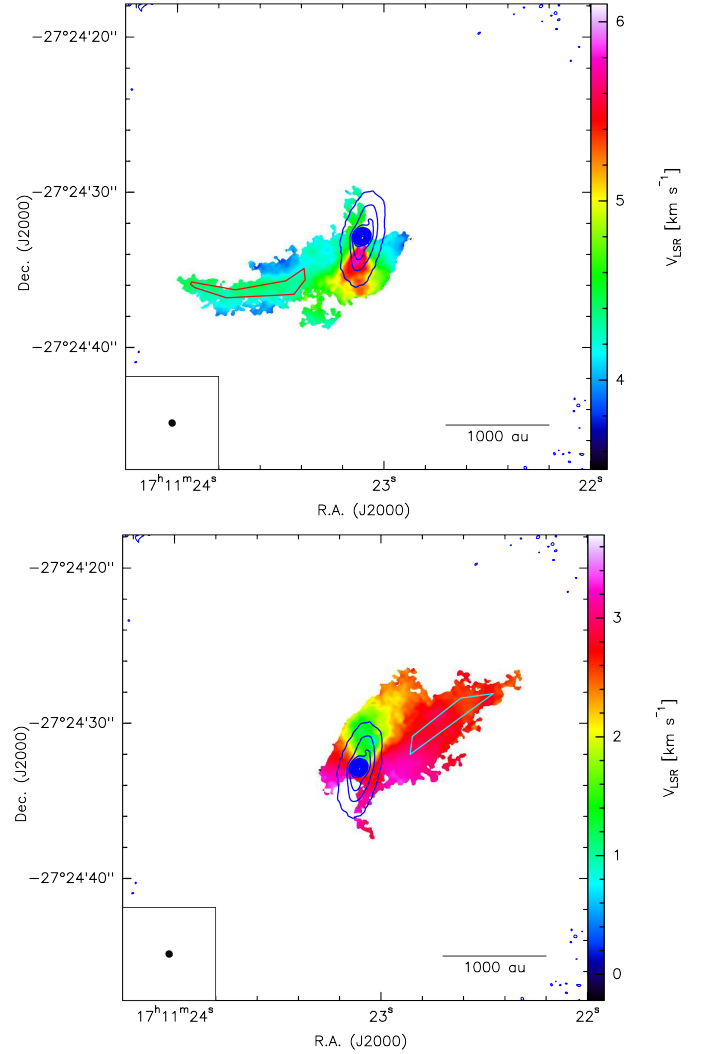 −27°24'20''
−27°24'30''
−27°24'40''
Dec. (J2000)
17ʰ11ᵐ24ˢ
23ˢ
22ˢ
R.A. (J2000)
1000 au
6
5
4
V_LSR [km s⁻¹]
−27°24'20''
−27°24'30''
−27°24'40''
Dec. (J2000)
17ʰ11ᵐ24ˢ
23ˢ
22ˢ
R.A. (J2000)
1000 au
3
2
1
0
V_LSR [km s⁻¹]